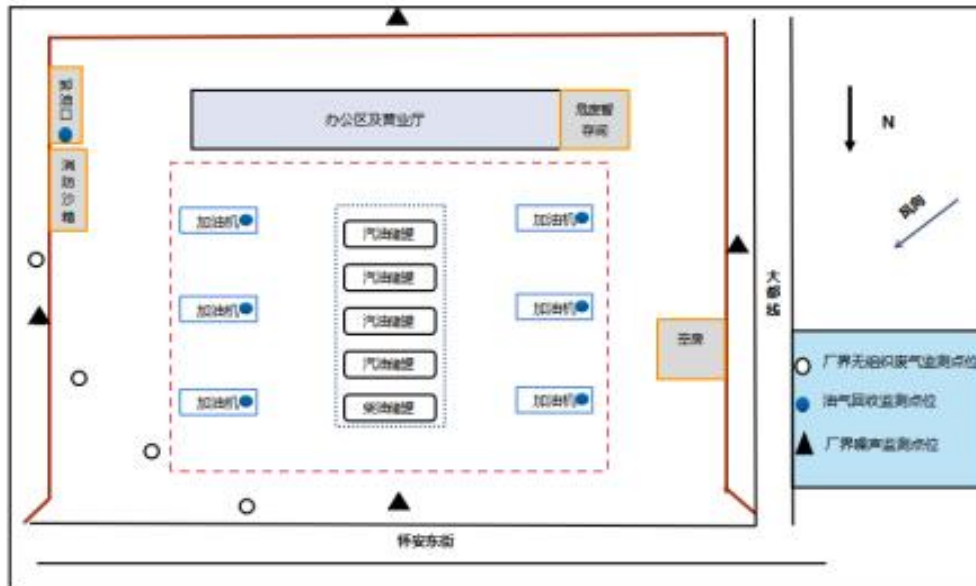 卸油口
办公区及营业厅
危废暂
存间
N
消防沙箱
风向
加油机
加油机
汽油储罐
汽油储罐
大都线
加油机
加油机
汽油储罐
空房
汽油储罐
厂界无组织废气监测点位
加油机
加油机
柴油储罐
油气回收监测点位
厂界噪声监测点位
怀安东街